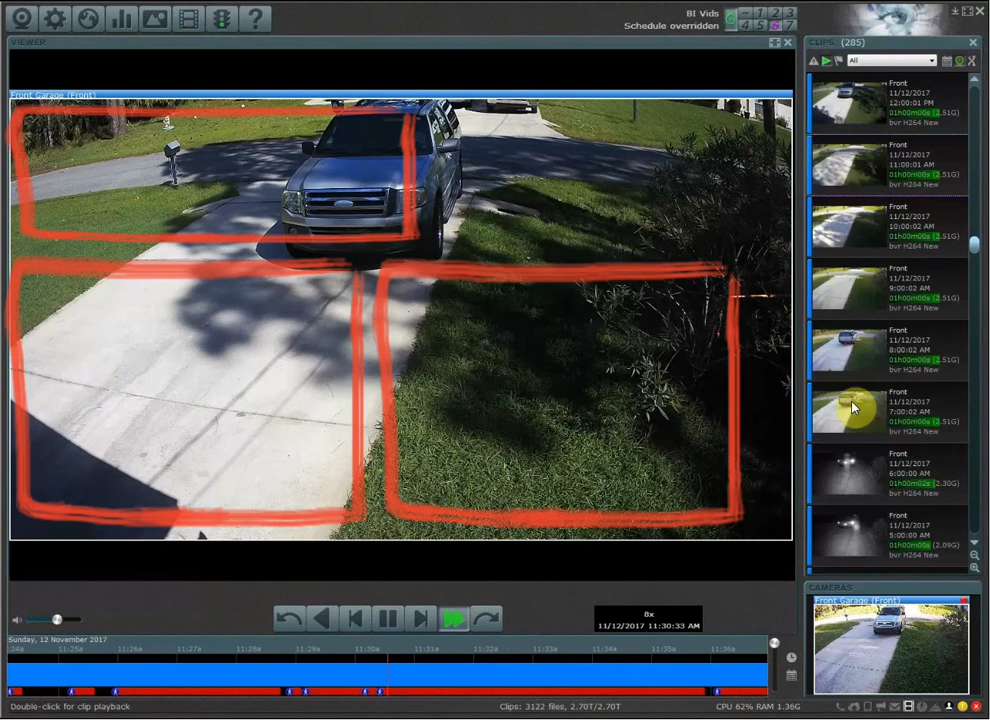 BI Vids
Schedule overridden
~ 1 2 3
4 5 6 7
VIEWER
Front Garage (Front)
CLIPS (285)
All
Front
11/12/2017
12:00:01 PM
01h00m00s (2.51G)
bvr H264 New
Front
11/12/2017
11:00:01 AM
01h00m00s (2.51G)
bvr H264 New
Front
11/12/2017
10:00:02 AM
01h00m00s (2.51G)
bvr H264 New
Front
11/12/2017
9:00:02 AM
01h00m00s (2.51G)
bvr H264 New
Front
11/12/2017
8:00:02 AM
01h00m00s (2.51G)
bvr H264 New
Front
11/12/2017
7:00:02 AM
01h00m00s (2.51G)
bvr H264 New
Front
11/12/2017
6:00:00 AM
01h00m02s (2.30G)
bvr H264 New
Front
11/12/2017
5:00:00 AM
01h00m00s (2.09G)
bvr H264 New
CAMERAS
Front Garage (Front)
8x
11/12/2017 11:30:33 AM
Sunday, 12 November 2017
:24a 11:25a 11:26a 11:27a 11:28a 11:29a 11:30a 11:31a 11:32a 11:33a 11:34a 11:35a 11:36a
Double-click for clip playback
Clips: 3122 files, 2.70T/2.70T
CPU 62% RAM 1.36G